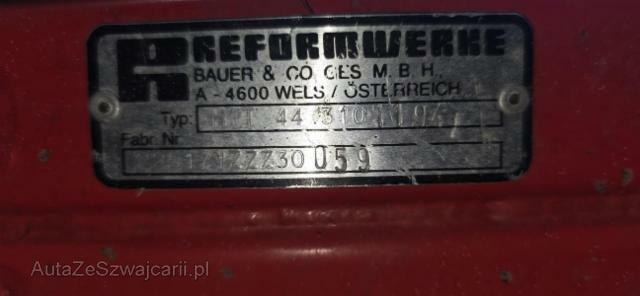 REFORMWERKE
BAUER & CO. GES. M. B. H.,
A - 4600 WELS / ÖSTERREICH
Typ:
Fabr. Nr. 059
AutaZeSzwajcarii.pl